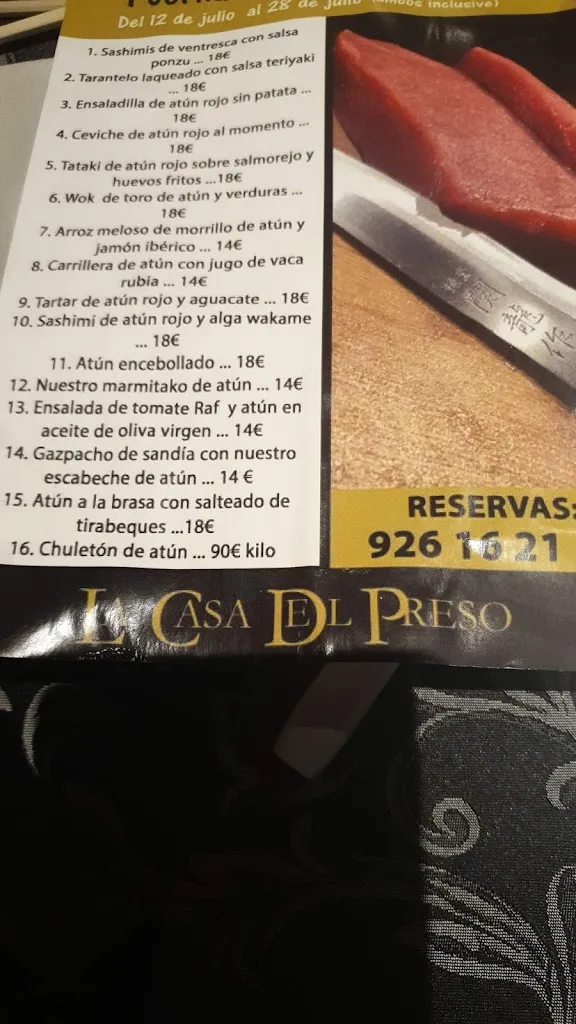 Del 12 de julio al 28 de julio (ambos inclusive)
1. Sashimis de ventresca con salsa
ponzu ... 18€
2. Tarantelo laqueado con salsa teriyaki
... 18€
3. Ensaladilla de atún rojo sin patata ...
18€
4. Ceviche de atún rojo al momento ...
18€
5. Tataki de atún rojo sobre salmorejo y
huevos fritos ...18€
6. Wok de toro de atún y verduras ...
18€
7. Arroz meloso de morrillo de atún y
jamón ibérico ... 14€
8. Carrillera de atún con jugo de vaca
rubia ... 14€
9. Tartar de atún rojo y aguacate ... 18€
10. Sashimi de atún rojo y alga wakame
... 18€
11. Atún encebollado ... 18€
12. Nuestro marmitako de atún ... 14€
13. Ensalada de tomate Raf y atún en
aceite de oliva virgen ... 14€
14. Gazpacho de sandía con nuestro
escabeche de atún ... 14 €
15. Atún a la brasa con salteado de
tirabeques ...18€
16. Chuletón de atún ... 90€ kilo
RESERVAS:
926 16 21
LA CASA DEL PRESO